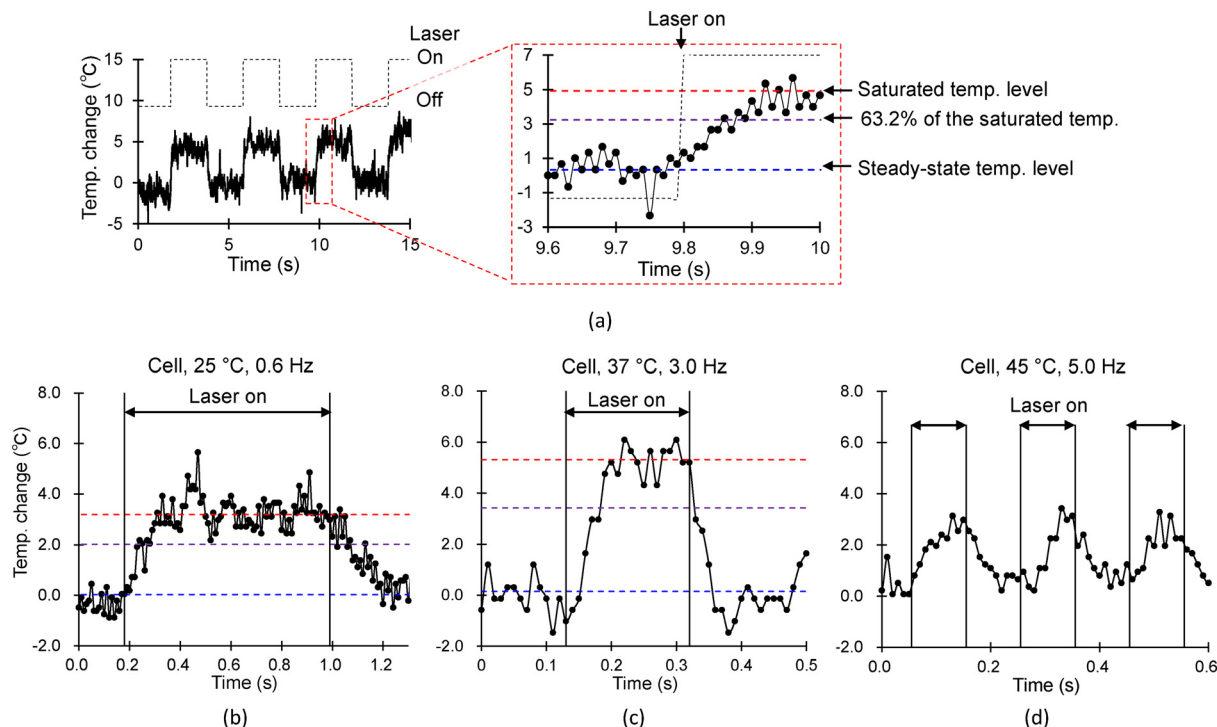 Laser on
Laser
On
Off
Temp. change (°C)
15
10
5
0
-5
0
5
10
15
Time (s)
7
5
3
1
-1
-3
9.6
9.7
9.8
9.9
10
Time (s)
Saturated temp. level
63.2% of the saturated temp.
Steady-state temp. level
(a)
Cell, 25 °C, 0.6 Hz
Laser on
Temp. change (°C)
8.0
6.0
4.0
2.0
0.0
-2.0
0.0
0.2
0.4
0.6
0.8
1.0
1.2
Time (s)
(b)
Cell, 37 °C, 3.0 Hz
Laser on
8.0
6.0
4.0
2.0
0.0
-2.0
0
0.1
0.2
0.3
0.4
0.5
Time (s)
(c)
Cell, 45 °C, 5.0 Hz
Laser on
8.0
6.0
4.0
2.0
0.0
-2.0
0.0
0.2
0.4
0.6
Time (s)
(d)